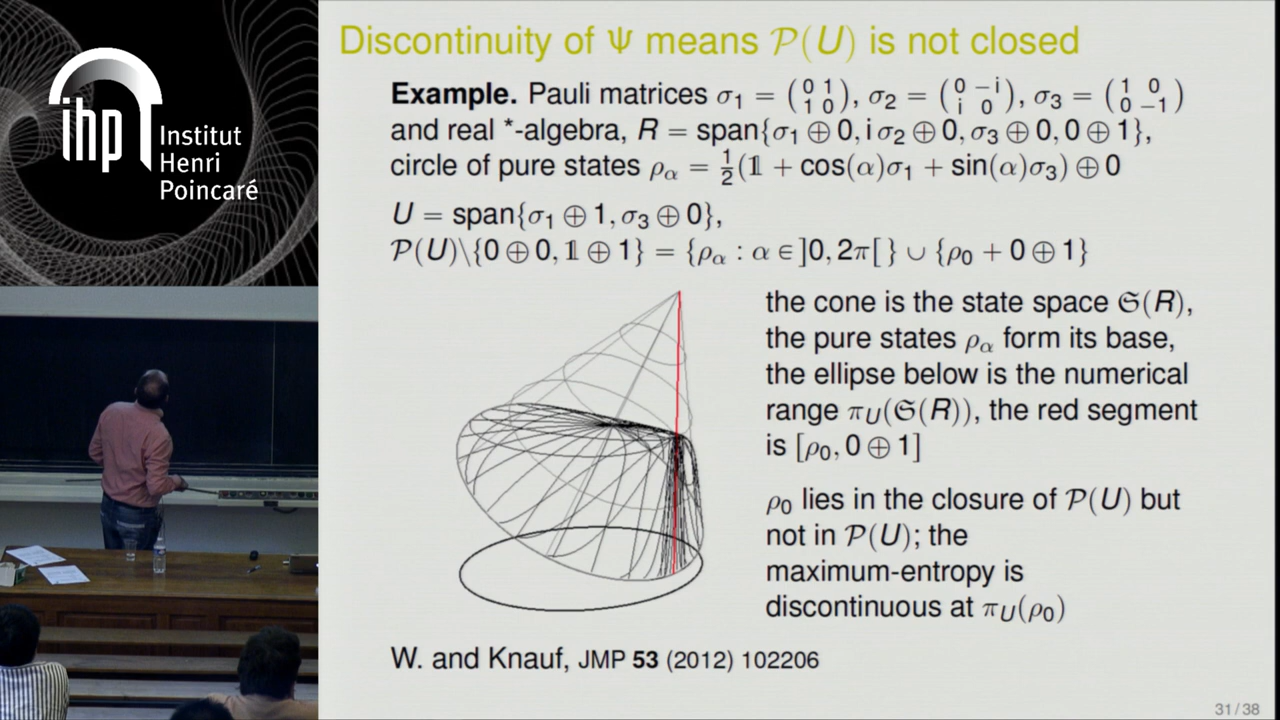 ihp
Institut
Henri
Poincaré
Discontinuity of Ψ means 𝒫(U) is not closed
Example. Pauli matrices σ₁ = (0 1 / 1 0), σ₂ = (0 −i / i 0), σ₃ = (1 0 / 0 −1)
and real *-algebra, R = span{σ₁ ⊕ 0, i σ₂ ⊕ 0, σ₃ ⊕ 0, 0 ⊕ 1},
circle of pure states ρ_α = ½(𝟙 + cos(α)σ₁ + sin(α)σ₃) ⊕ 0
U = span{σ₁ ⊕ 1, σ₃ ⊕ 0},
𝒫(U)\{0 ⊕ 0, 𝟙 ⊕ 1} = {ρ_α : α ∈ ]0, 2π[} ∪ {ρ₀ + 0 ⊕ 1}
the cone is the state space 𝔖(R),
the pure states ρ_α form its base,
the ellipse below is the numerical
range π_U(𝔖(R)), the red segment
is [ρ₀, 0 ⊕ 1]
ρ₀ lies in the closure of 𝒫(U) but
not in 𝒫(U); the
maximum-entropy is
discontinuous at π_U(ρ₀)
W. and Knauf, JMP 53 (2012) 102206
31 / 38